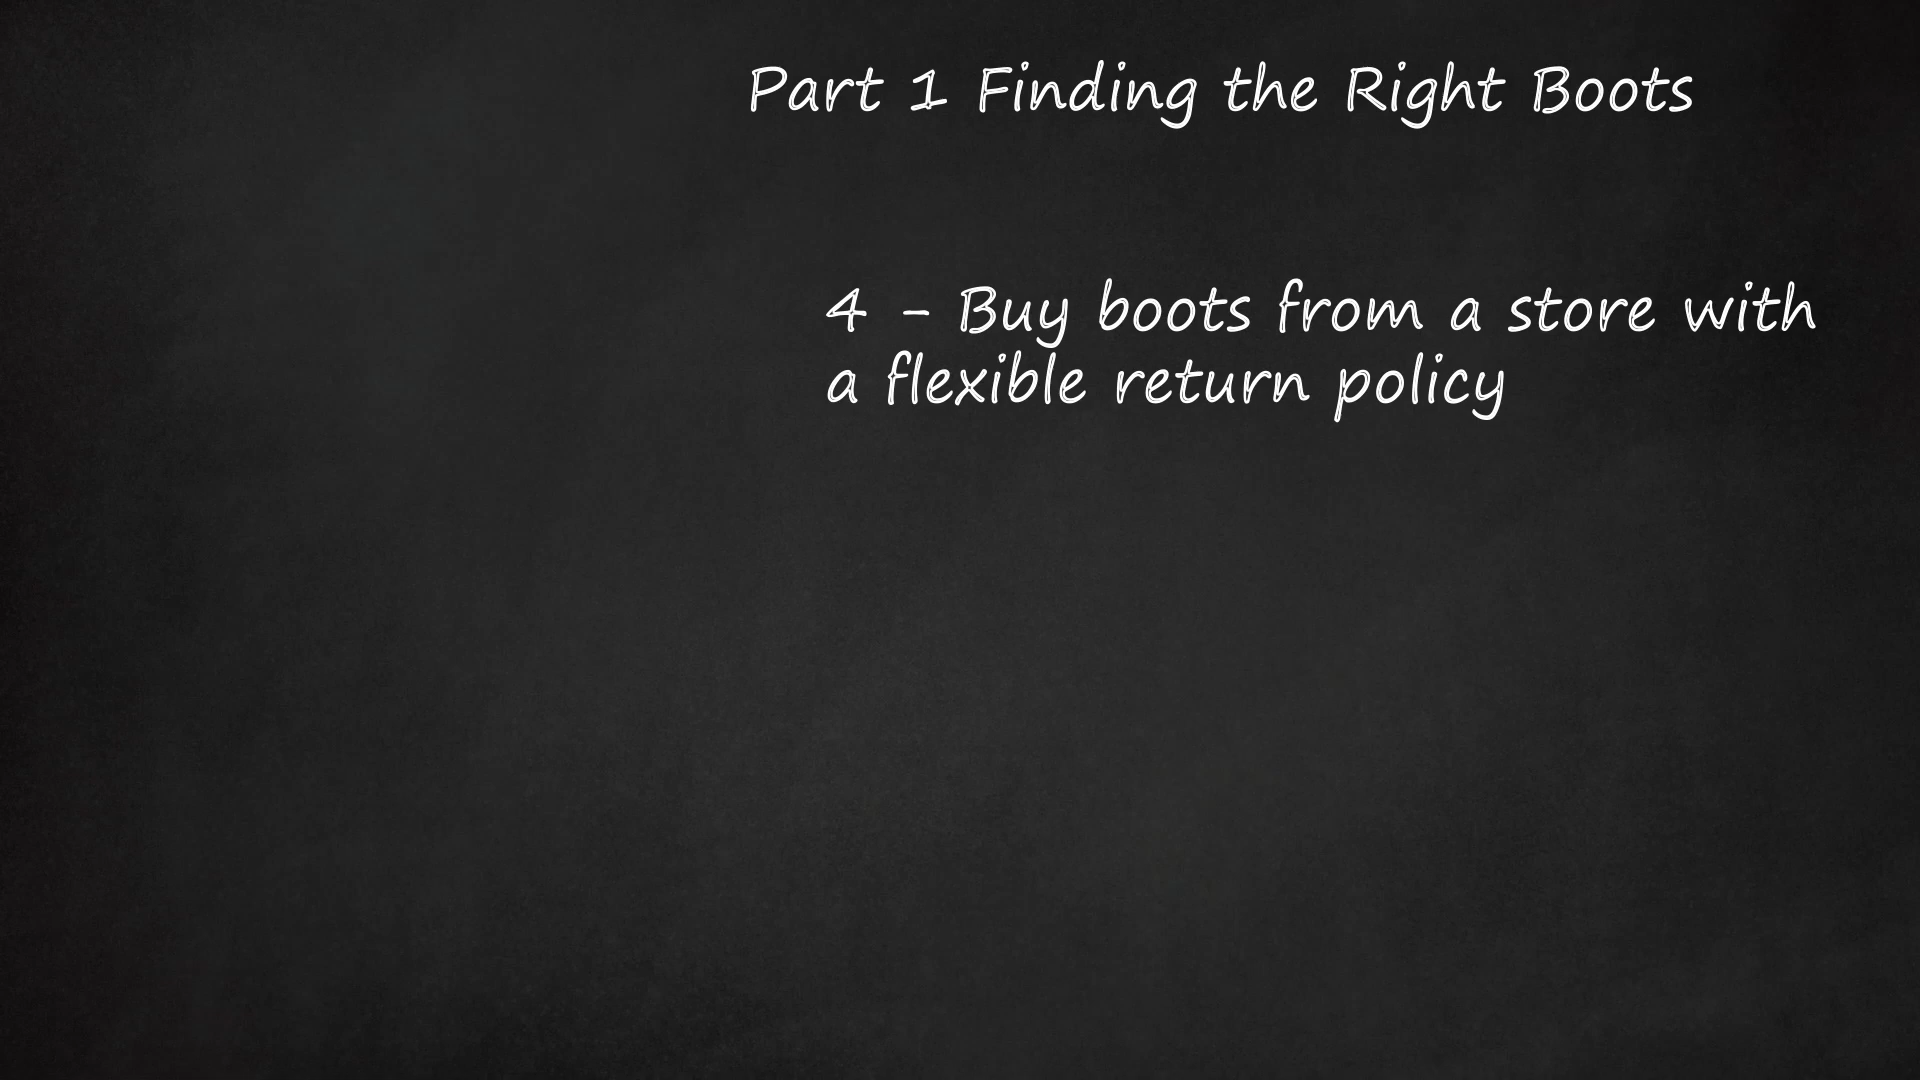 Part 1 Finding the Right Boots
4 - Buy boots from a store with
a flexible return policy